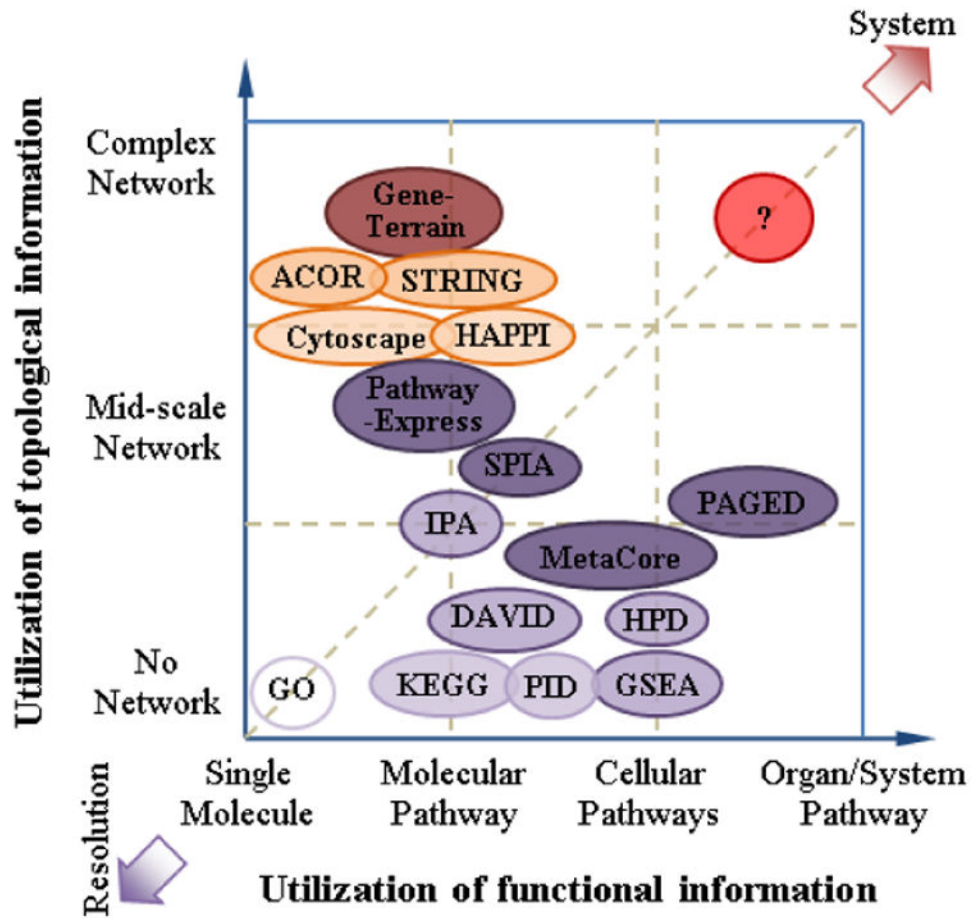 System
Utilization of topological information
Complex
Network
Mid-scale
Network
No
Network
Gene-
Terrain
?
ACOR
STRING
Cytoscape
HAPPI
Pathway
-Express
SPIA
PAGED
IPA
MetaCore
DAVID
HPD
GO
KEGG
PID
GSEA
Single
Molecule
Molecular
Pathway
Cellular
Pathways
Organ/System
Pathway
Resolution
Utilization of functional information